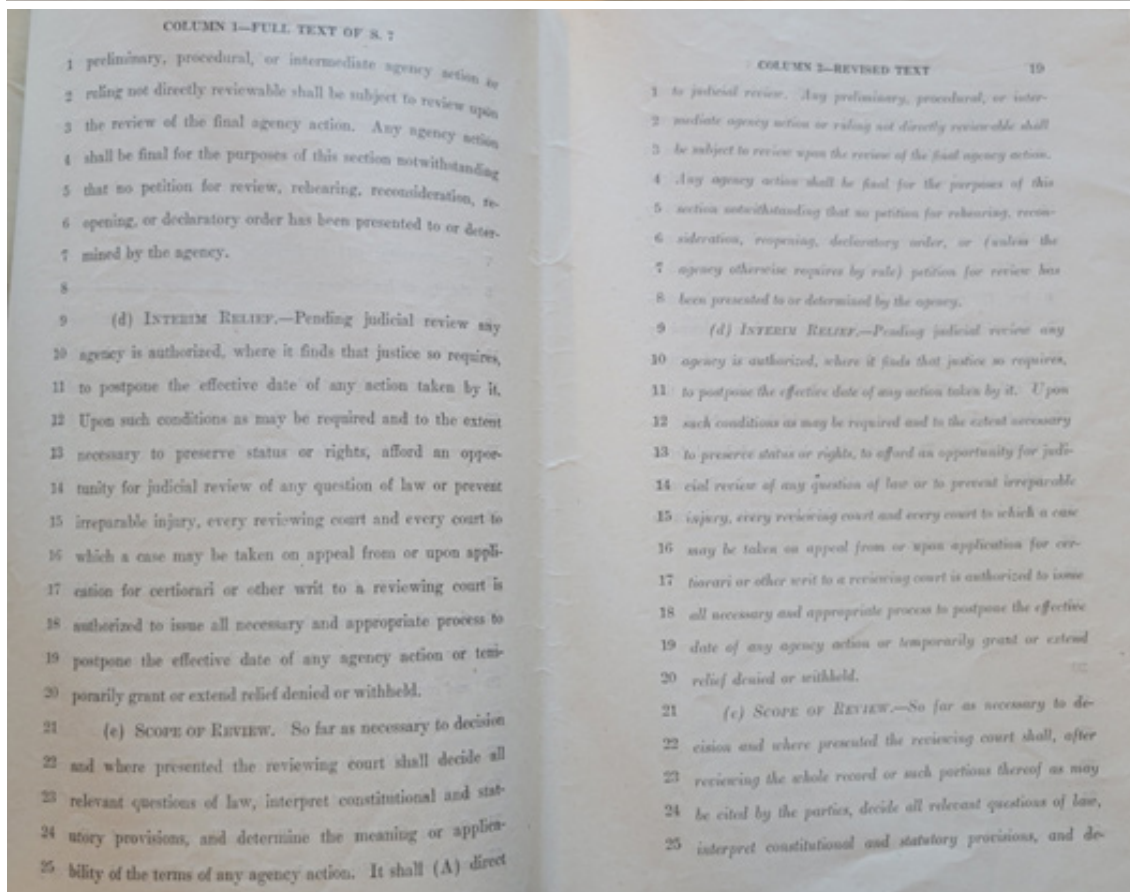 COLUMN 1—FULL TEXT OF S. 7
1 preliminary, procedural, or intermediate agency action or
2 ruling not directly reviewable shall be subject to review upon
3 the review of the final agency action. Any agency action
4 shall be final for the purposes of this section notwithstanding
5 that no petition for review, rehearing, reconsideration, re-
6 opening, or declaratory order has been presented to or deter-
7 mined by the agency.
8
9 (d) INTERIM RELIEF.—Pending judicial review any
10 agency is authorized, where it finds that justice so requires,
11 to postpone the effective date of any action taken by it.
12 Upon such conditions as may be required and to the extent
13 necessary to preserve status or rights, afford an oppor-
14 tunity for judicial review of any question of law or prevent
15 irreparable injury, every reviewing court and every court to
16 which a case may be taken on appeal from or upon appli-
17 cation for certiorari or other writ to a reviewing court is
18 authorized to issue all necessary and appropriate process to
19 postpone the effective date of any agency action or tem-
20 porarily grant or extend relief denied or withheld.
21 (e) SCOPE OF REVIEW. So far as necessary to decision
22 and where presented the reviewing court shall decide all
23 relevant questions of law, interpret constitutional and stat-
24 utory provisions, and determine the meaning or applica-
25 bility of the terms of any agency action. It shall (A) direct
COLUMN 2—REVISED TEXT 19
1 to judicial review. Any preliminary, procedural, or inter-
2 mediate agency action or ruling not directly reviewable shall
3 be subject to review upon the review of the final agency action.
4 Any agency action shall be final for the purposes of this
5 section notwithstanding that no petition for rehearing, recon-
6 sideration, reopening, declaratory order, or (unless the
7 agency otherwise requires by rule) petition for review has
8 been presented to or determined by the agency.
9 (d) INTERIM RELIEF.—Pending judicial review any
10 agency is authorized, where it finds that justice so requires,
11 to postpone the effective date of any action taken by it. Upon
12 such conditions as may be required and to the extent necessary
13 to preserve status or rights, to afford an opportunity for judi-
14 cial review of any question of law or to prevent irreparable
15 injury, every reviewing court and every court to which a case
16 may be taken on appeal from or upon application for cer-
17 tiorari or other writ to a reviewing court is authorized to issue
18 all necessary and appropriate process to postpone the effective
19 date of any agency action or temporarily grant or extend
20 relief denied or withheld.
21 (e) SCOPE OF REVIEW.—So far as necessary to de-
22 cision and where presented the reviewing court shall, after
23 reviewing the whole record or such portions thereof as may
24 be cited by the parties, decide all relevant questions of law,
25 interpret constitutional and statutory provisions, and de-